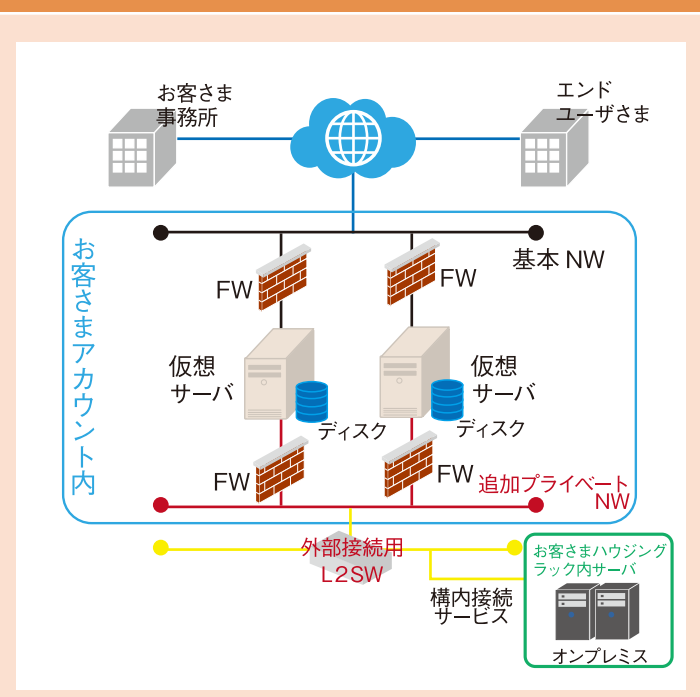 お客さま
事務所
エンド
ユーザさま
お客さまアカウント内
基本 NW
FW
FW
仮想
サーバ
仮想
サーバ
ディスク
ディスク
FW
FW
追加プライベート
NW
外部接続用
L2SW
お客さまハウジング
ラック内サーバ
構内接続
サービス
オンプレミス